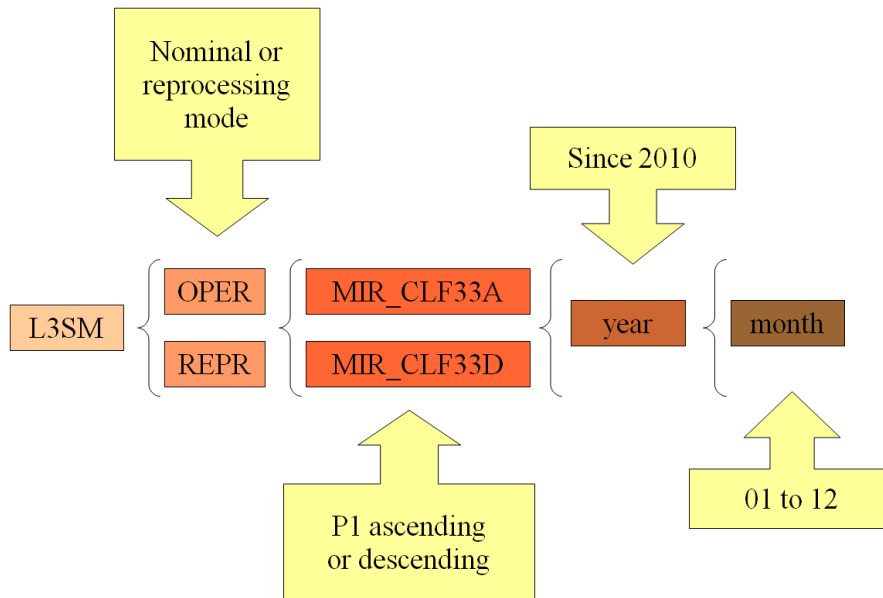 Nominal or
reprocessing
mode
Since 2010
OPER
MIR_CLF33A
L3SM
year
month
REPR
MIR_CLF33D
P1 ascending
or descending
01 to 12